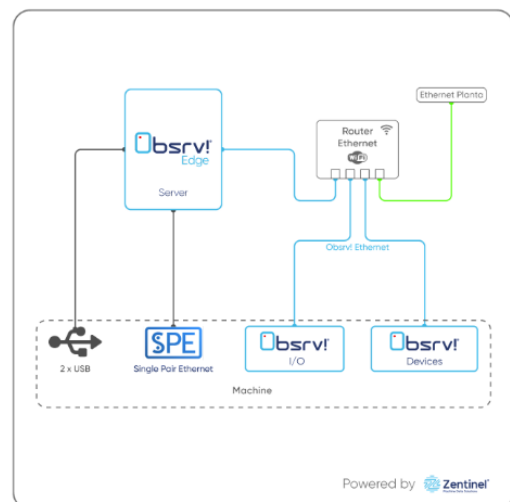 Ethernet Planta
Obsrv!
Edge
Server
Router
Ethernet
WiFi
Obsrv! Ethernet
2 x USB
SPE
Single Pair Ethernet
Obsrv!
I/O
Obsrv!
Devices
Machine
Powered by Zentinel